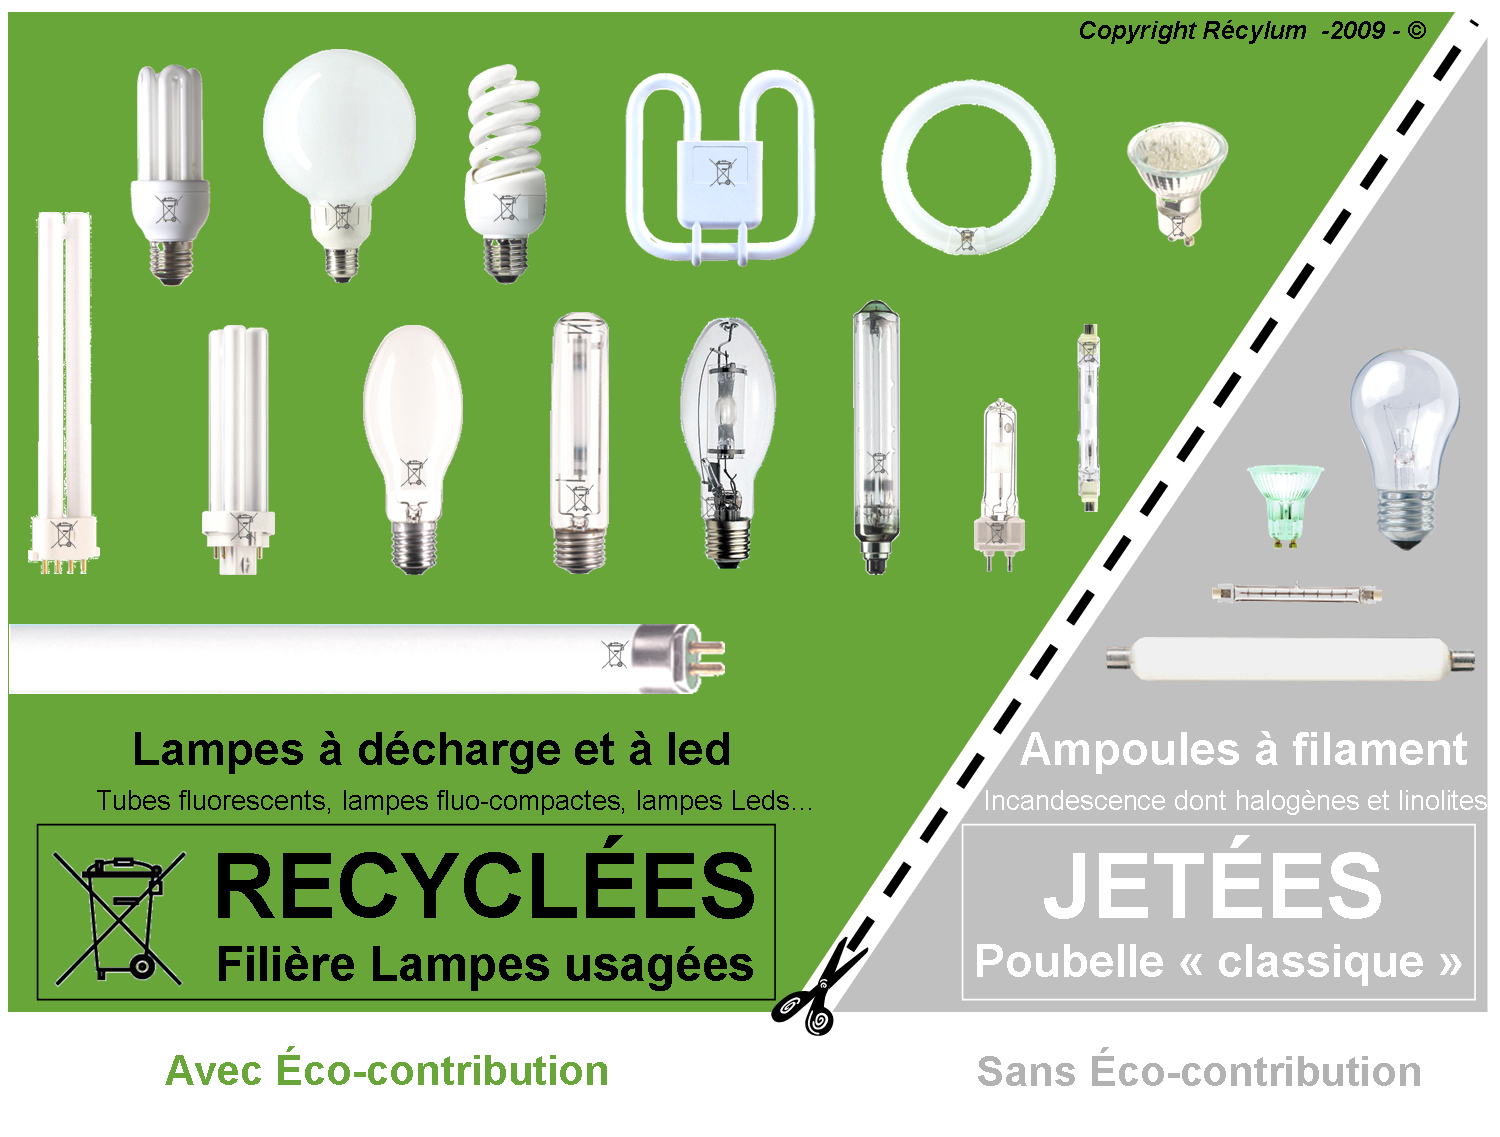 Copyright Récylum -2009 - ©
Lampes à décharge et à led
Tubes fluorescents, lampes fluo-compactes, lampes Leds...
RECYCLÉES
Filière Lampes usagées
Avec Éco-contribution
Ampoules à filament
Incandescence dont halogènes et linolites
JETÉES
Poubelle « classique »
Sans Éco-contribution